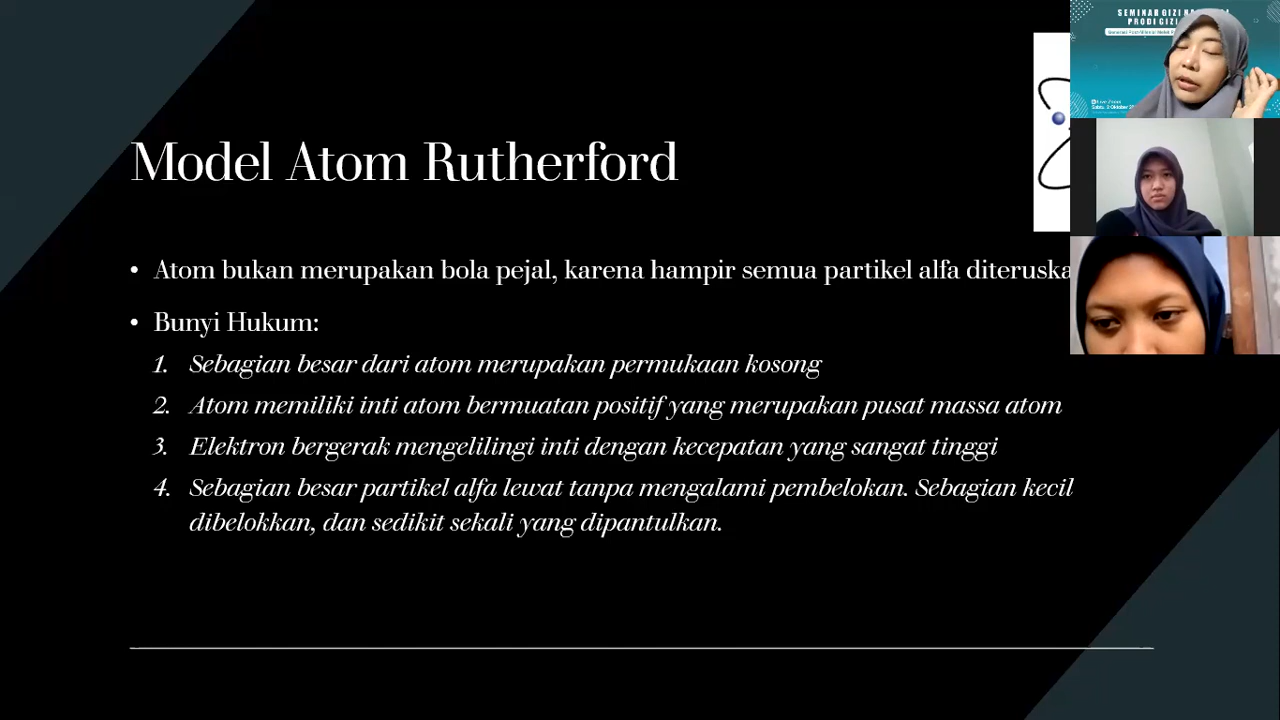 SEMINAR GIZI
PRODI GIZI
Model Atom Rutherford
• Atom bukan merupakan bola pejal, karena hampir semua partikel alfa diteruska
• Bunyi Hukum:
1. Sebagian besar dari atom merupakan permukaan kosong
2. Atom memiliki inti atom bermuatan positif yang merupakan pusat massa atom
3. Elektron bergerak mengelilingi inti dengan kecepatan yang sangat tinggi
4. Sebagian besar partikel alfa lewat tanpa mengalami pembelokan. Sebagian kecil
dibelokkan, dan sedikit sekali yang dipantulkan.